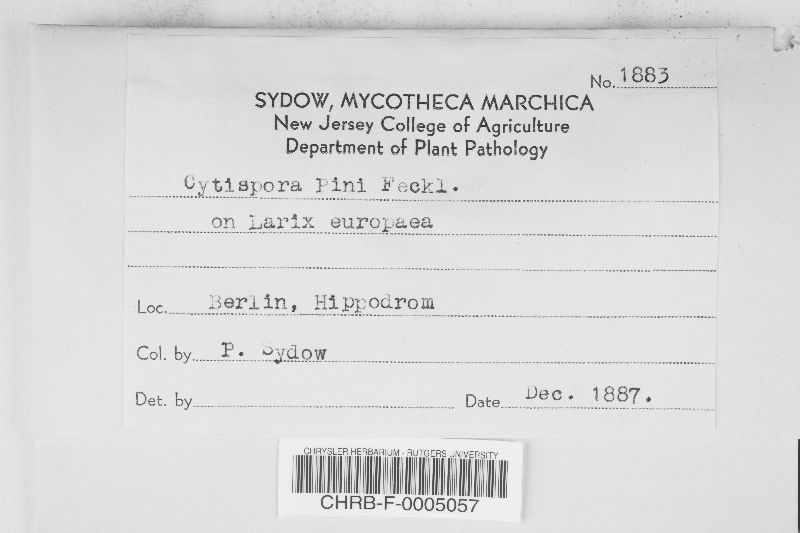 No. 1883
SYDOW, MYCOTHECA MARCHICA
New Jersey College of Agriculture
Department of Plant Pathology
Cytispora Pini Feckl.
on Larix europaea
Loc. Berlin, Hippodrom
Col. by P. Sydow
Det. by Date Dec. 1887.
CHRYSLER HERBARIUM - RUTGERS UNIVERSITY
CHRB-F-0005057